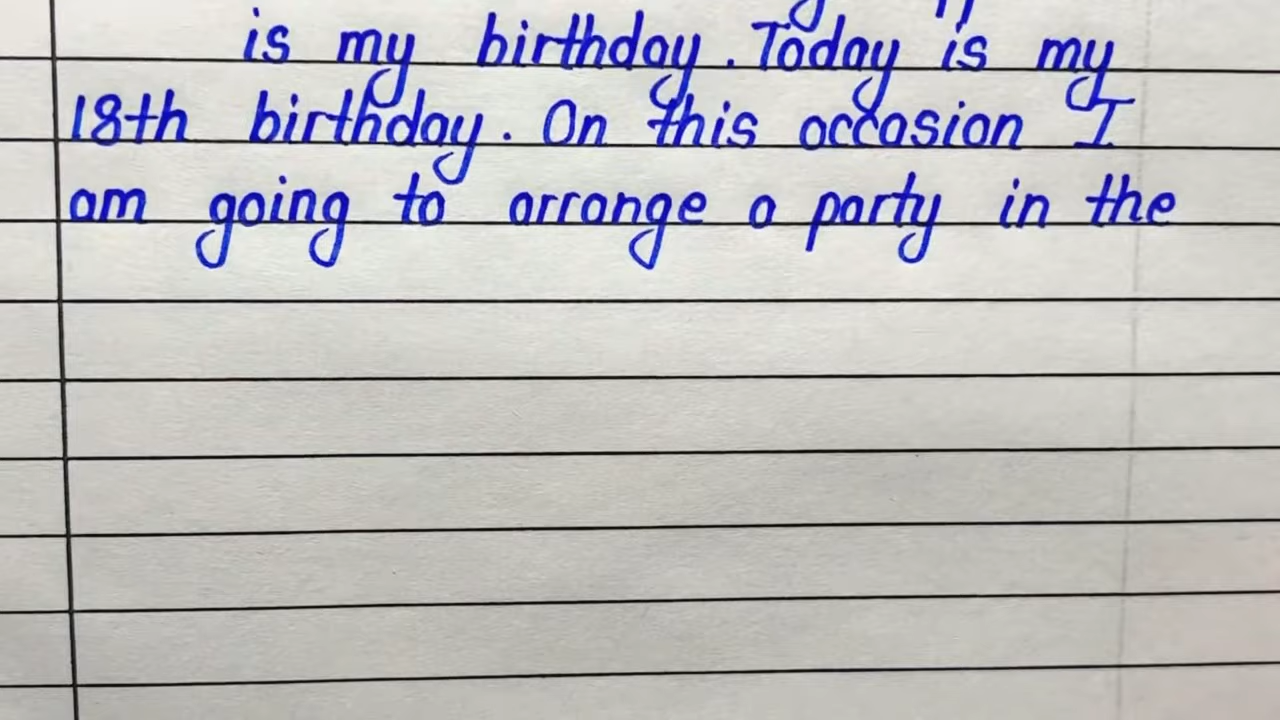 is my birthday. Today is my
18th birthday. On this occasion I
am going to arrange a party in the